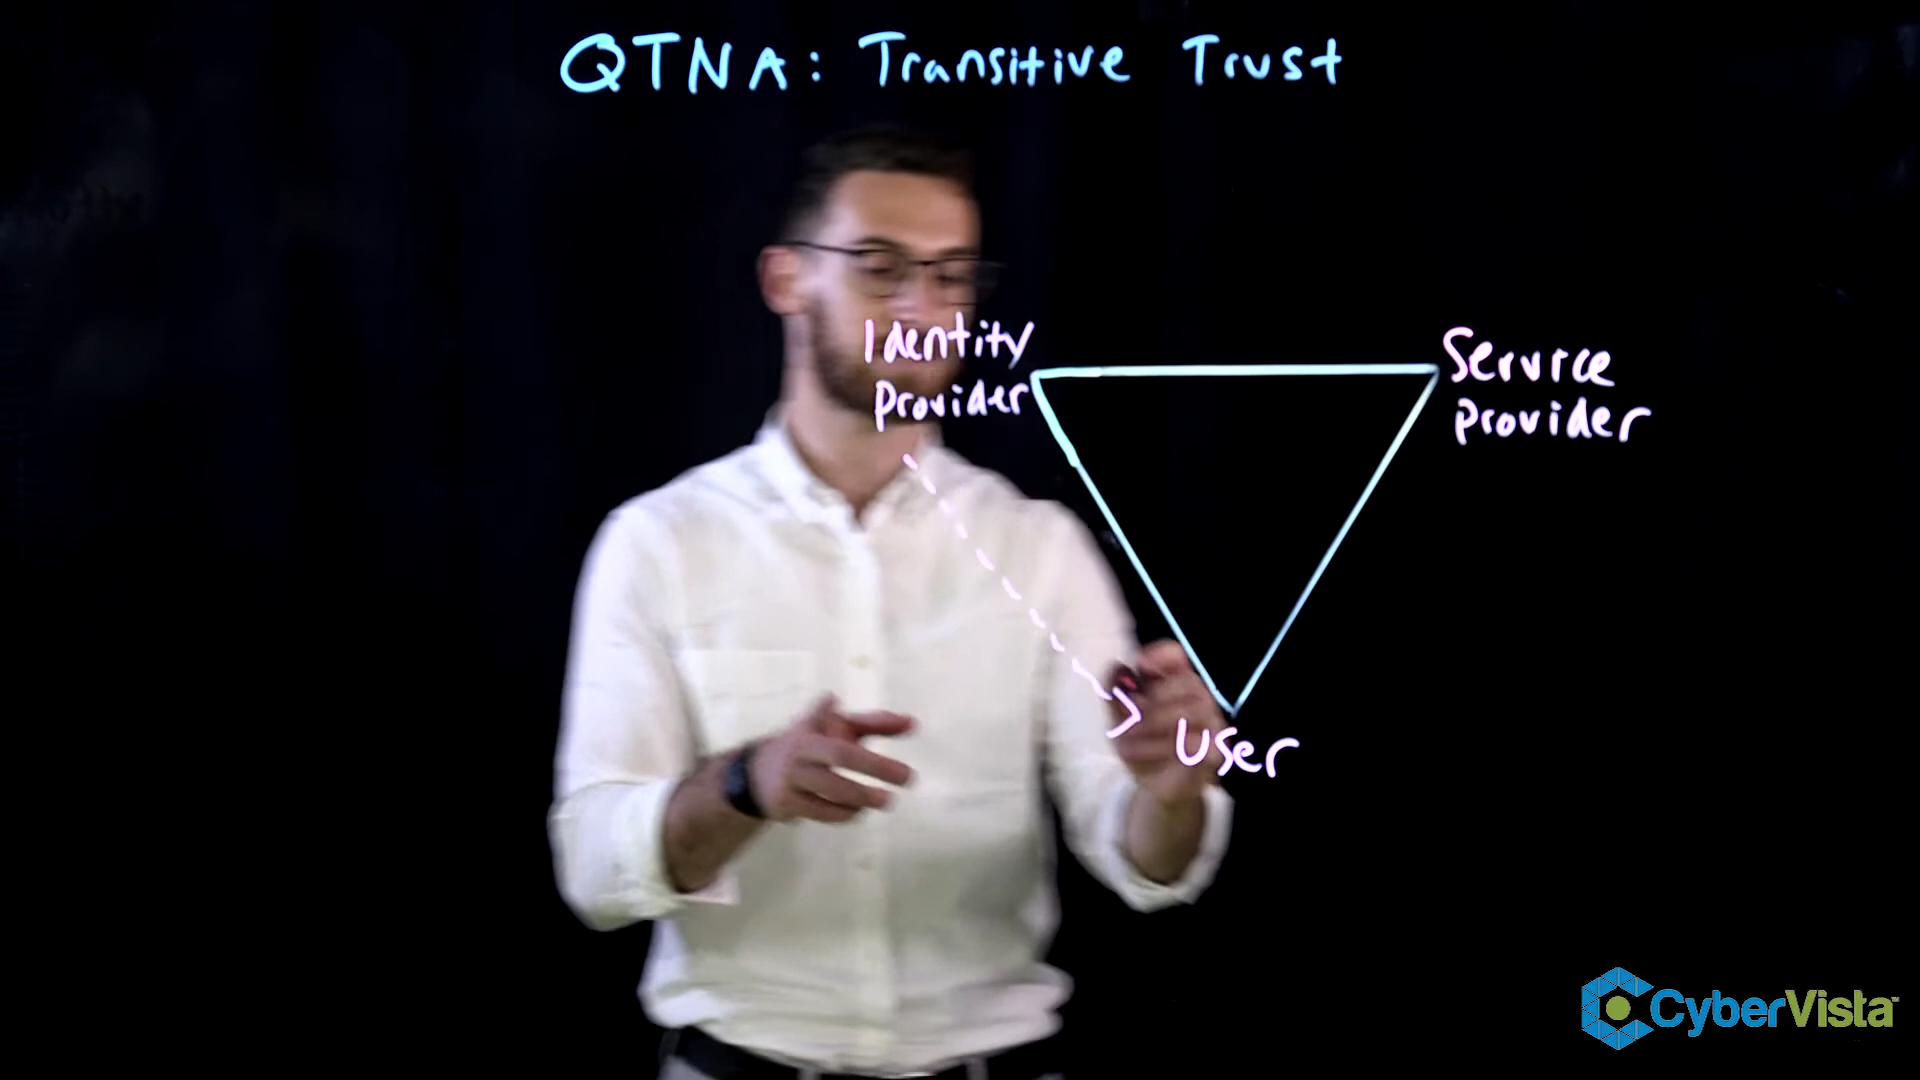 QTNA: Transitive Trust
Identity
Provider
Service
Provider
User
CyberVista